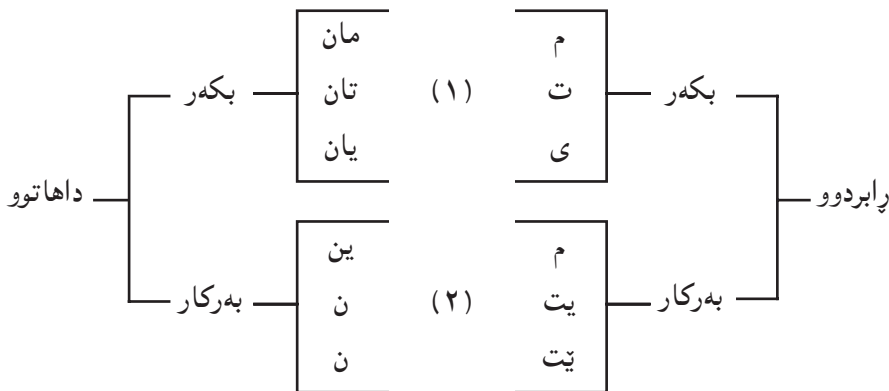 م مان
بکەر ت (١) تان بکەر
ی یان
ڕابردوو داهاتوو
م ین
بەرکار یت (٢) ن بەرکار
ێت ن